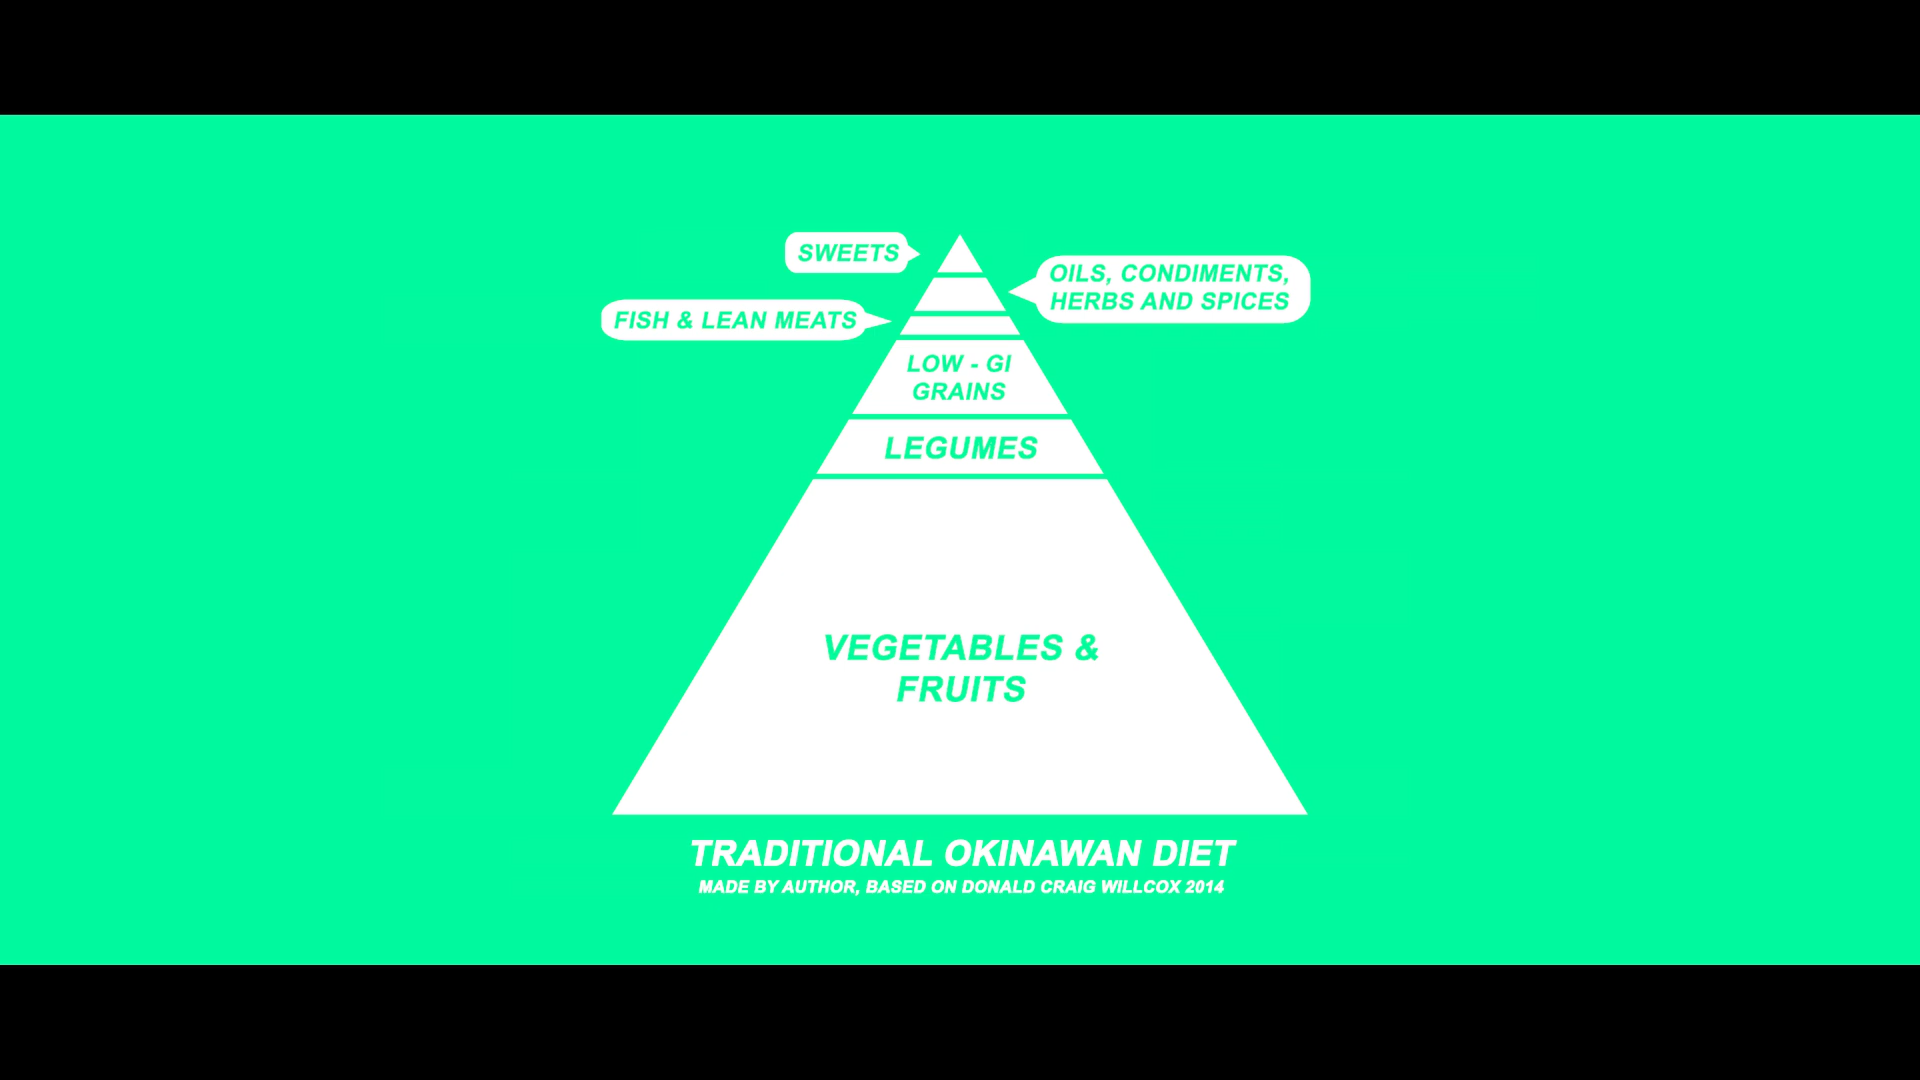 SWEETS
OILS, CONDIMENTS,
HERBS AND SPICES
FISH & LEAN MEATS
LOW - GI
GRAINS
LEGUMES
VEGETABLES &
FRUITS
TRADITIONAL OKINAWAN DIET
MADE BY AUTHOR, BASED ON DONALD CRAIG WILLCOX 2014